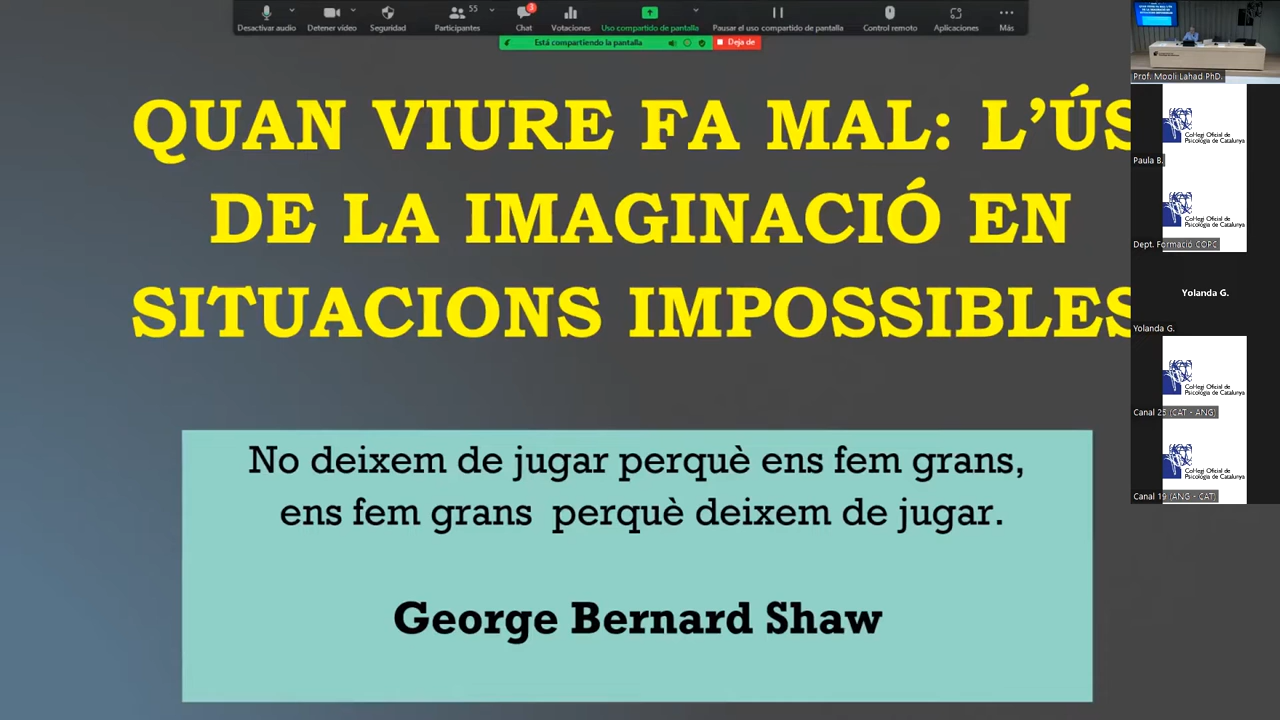 Desactivar audio
Detener vídeo
Seguridad
55
Participantes
3
Chat
Votaciones
Uso compartido de pantalla
Pausar el uso compartido de pantalla
Control remoto
Aplicaciones
Más
Está compartiendo la pantalla
Deja de
QUAN VIURE FA MAL: L’ÚS
DE LA IMAGINACIÓ EN
SITUACIONS IMPOSSIBLES
No deixem de jugar perquè ens fem grans,
ens fem grans perquè deixem de jugar.
George Bernard Shaw
Prof. Mooli Lahad PhD.
Col·legi Oficial de
Psicologia de Catalunya
Paula B.
Col·legi Oficial de
Psicologia de Catalunya
Dept. Formació COPC
Yolanda G.
Yolanda G.
Col·legi Oficial de
Psicologia de Catalunya
Canal 25 (CAT - ANG)
Col·legi Oficial de
Psicologia de Catalunya
Canal 19 (ANG - CAT)